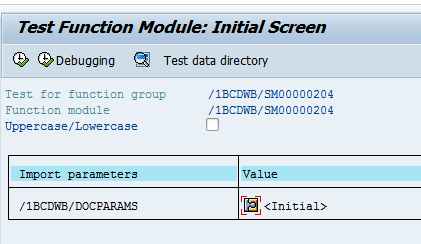 Test Function Module: Initial Screen
Debugging Test data directory
Test for function group /1BCDWB/SM00000204
Function module /1BCDWB/SM00000204
Uppercase/Lowercase
Import parameters Value
/1BCDWB/DOCPARAMS <Initial>